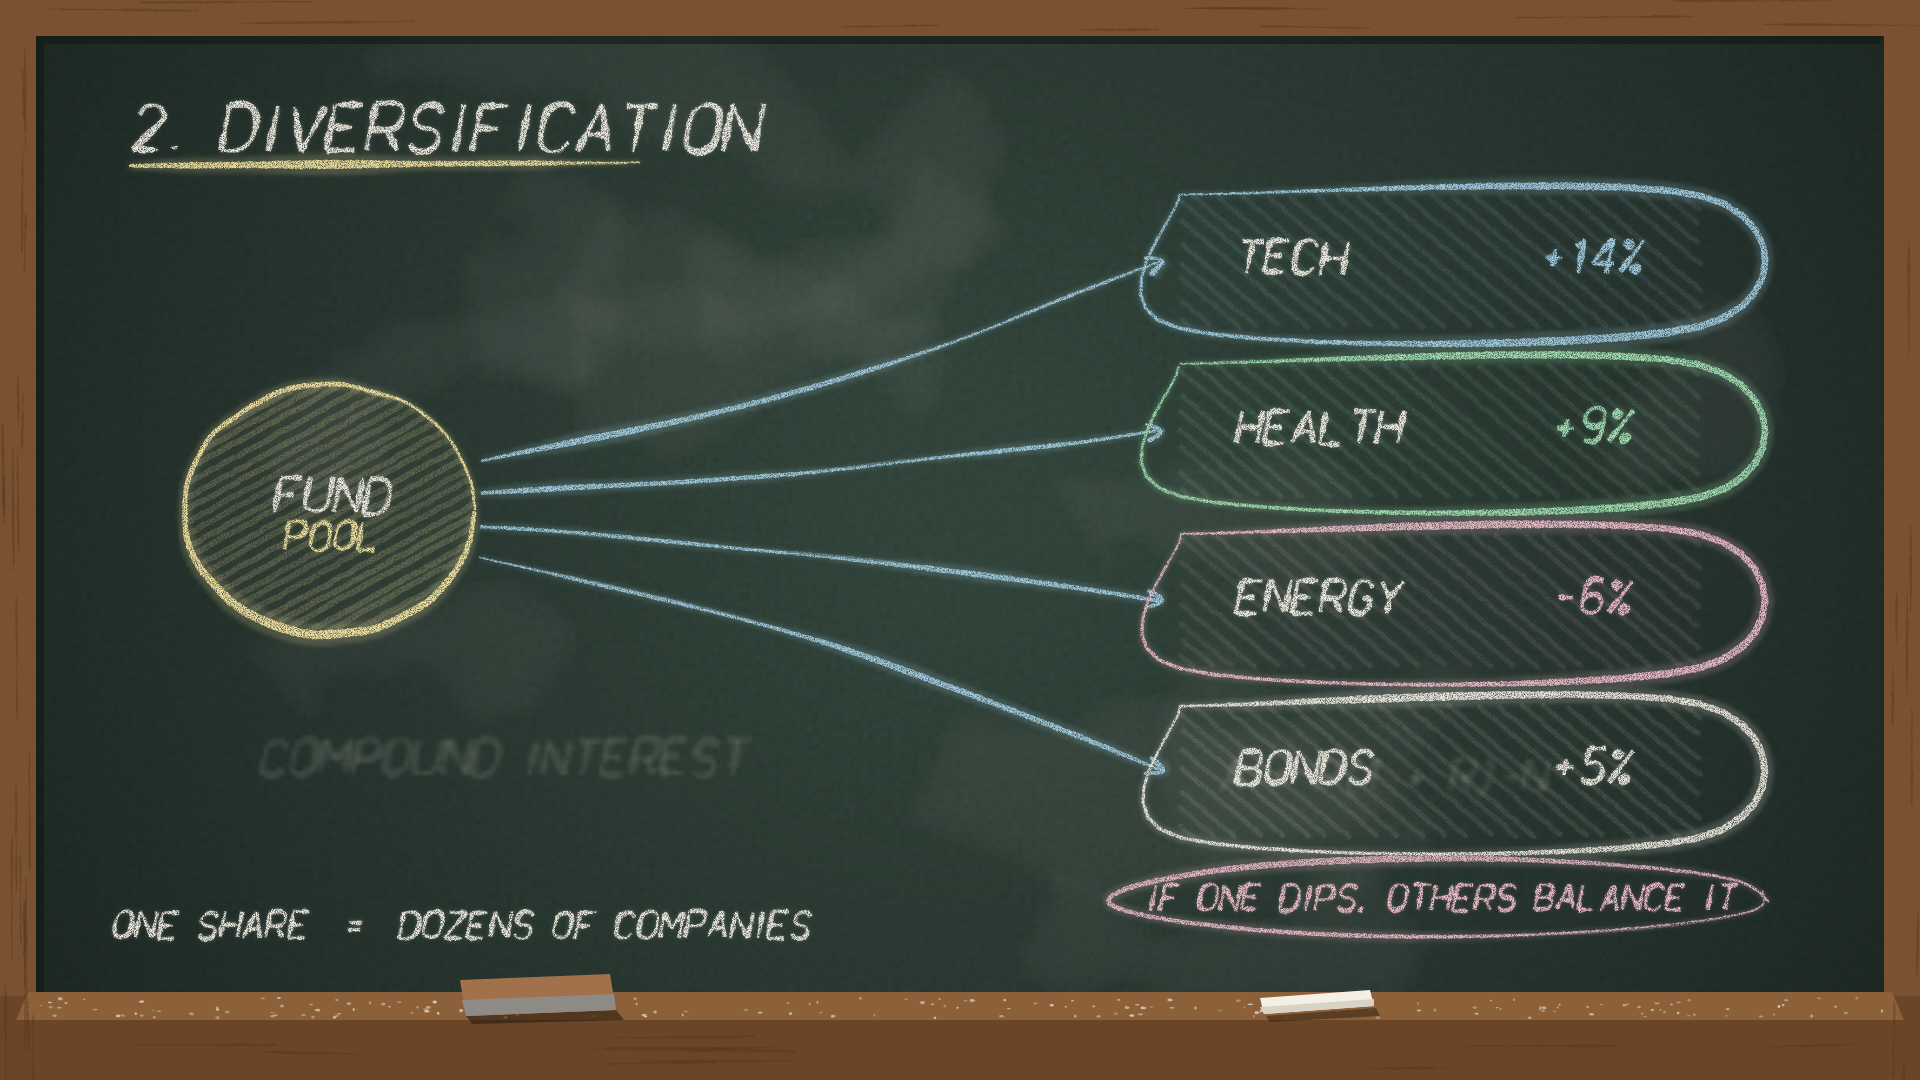 2. DIVERSIFICATION
TECH +14%
HEALTH +9%
FUND
POOL
ENERGY -6%
COMPOUND INTEREST
BONDS +5%
IF ONE DIPS, OTHERS BALANCE IT
ONE SHARE = DOZENS OF COMPANIES